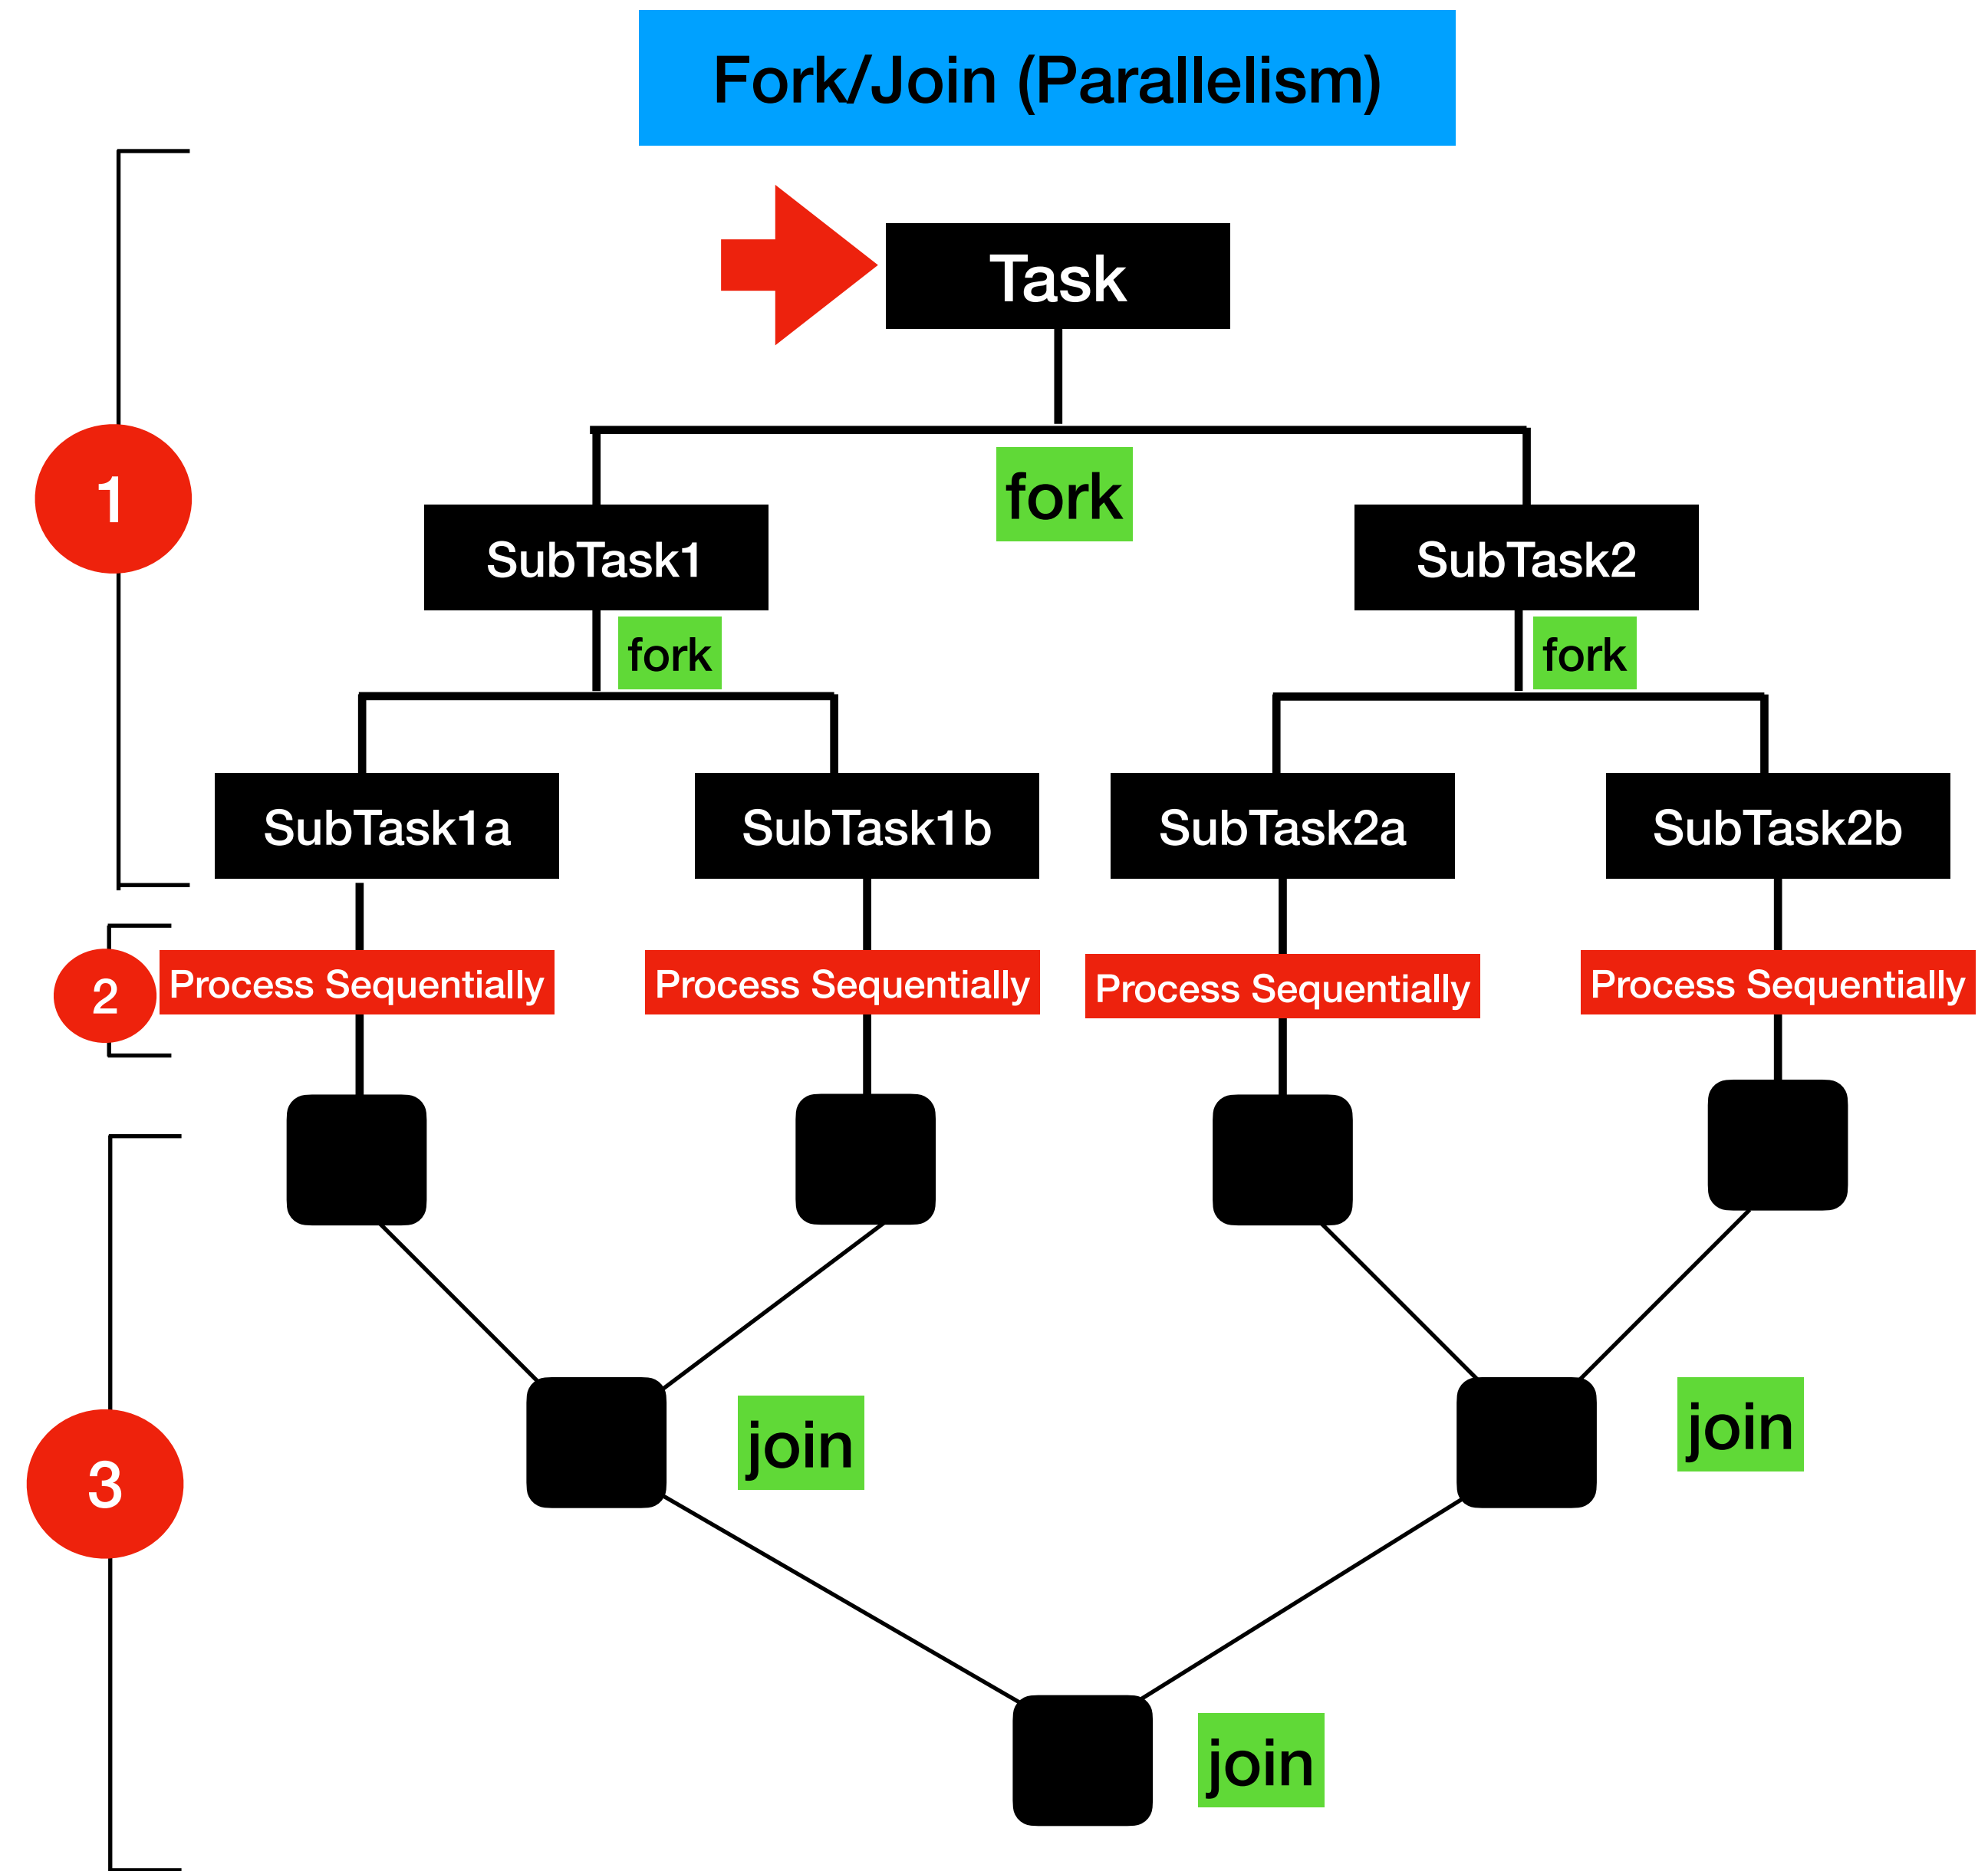 Fork/Join (Parallelism)
Task
1
fork
SubTask1
SubTask2
fork
fork
SubTask1a
SubTask1b
SubTask2a
SubTask2b
2
Process Sequentially
Process Sequentially
Process Sequentially
Process Sequentially
join
join
3
join